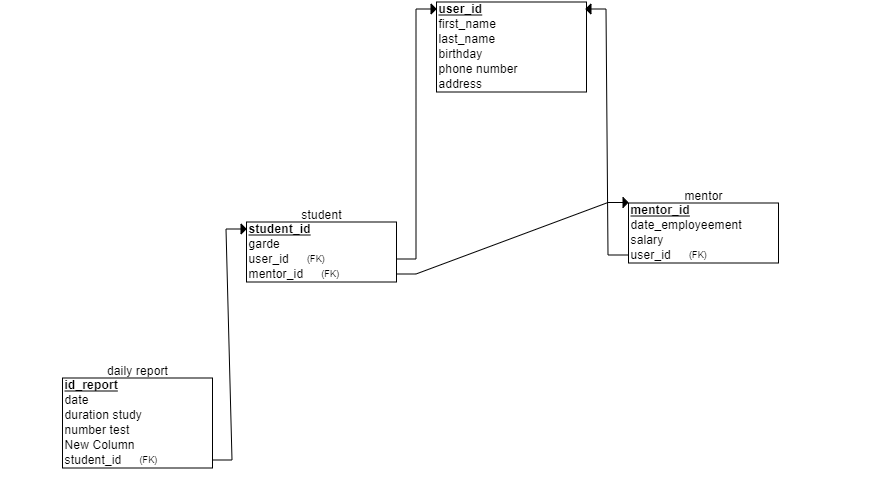 user_id
first_name
last_name
birthday
phone number
address
mentor
mentor_id
date_employeement
salary
user_id (FK)
student
student_id
garde
user_id (FK)
mentor_id (FK)
daily report
id_report
date
duration study
number test
New Column
student_id (FK)